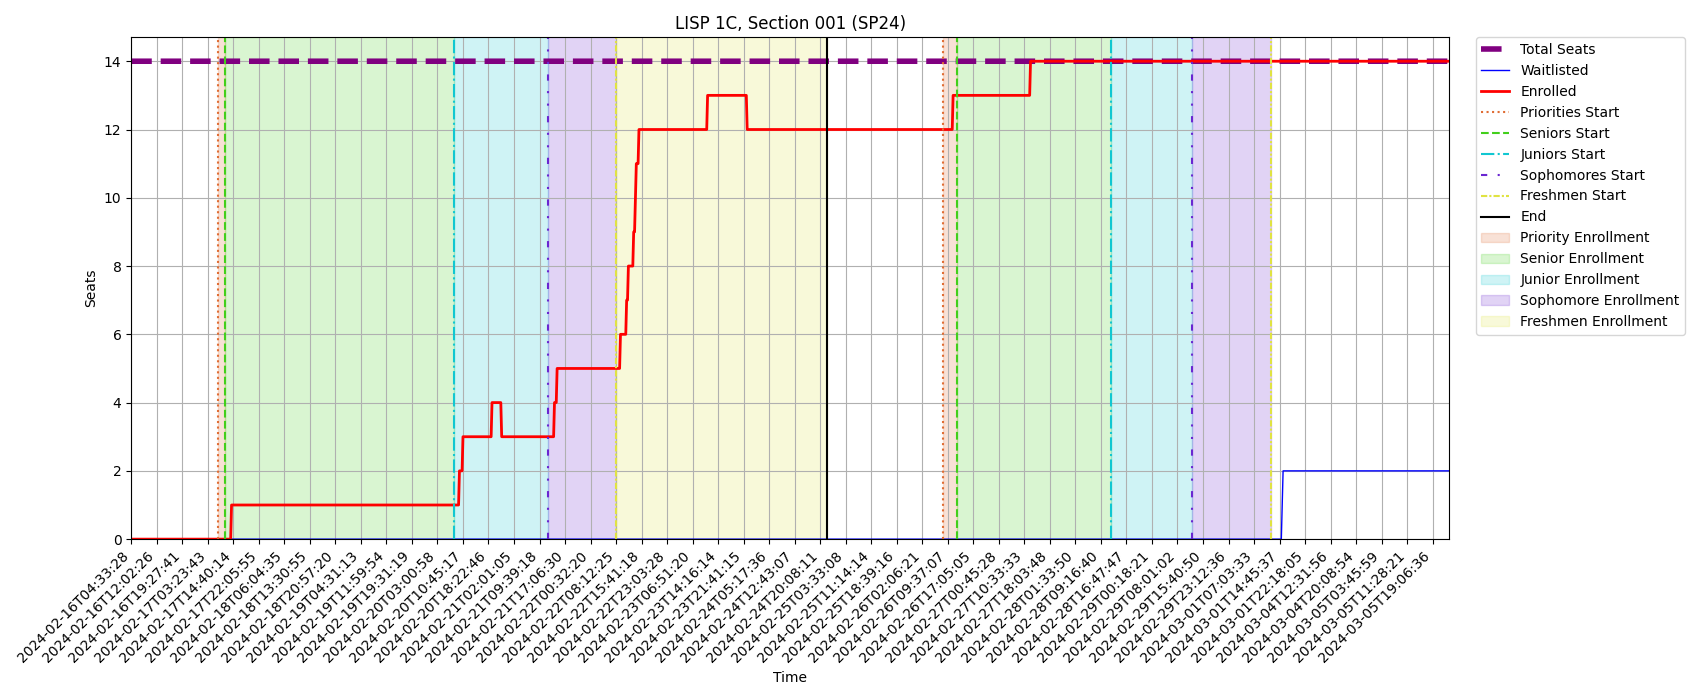 LISP 1C, Section 001 (SP24)
14
12
10
8
6
4
2
0
Seats
2024-02-16T04:33:28
2024-02-16T12:02:26
2024-02-16T19:27:41
2024-02-17T03:23:43
2024-02-17T14:40:14
2024-02-17T22:05:55
2024-02-18T06:04:35
2024-02-18T13:30:55
2024-02-18T20:57:20
2024-02-19T04:31:13
2024-02-19T11:59:54
2024-02-19T19:31:19
2024-02-20T03:00:58
2024-02-20T10:45:17
2024-02-20T18:22:46
2024-02-21T02:01:05
2024-02-21T09:39:18
2024-02-21T17:06:30
2024-02-22T00:32:20
2024-02-22T08:12:25
2024-02-22T15:41:18
2024-02-22T23:03:28
2024-02-23T06:51:20
2024-02-23T14:16:14
2024-02-23T21:41:15
2024-02-24T05:17:36
2024-02-24T12:43:07
2024-02-24T20:08:11
2024-02-25T03:33:08
2024-02-25T11:14:14
2024-02-25T18:39:16
2024-02-26T02:06:21
2024-02-26T09:37:07
2024-02-26T17:05:05
2024-02-27T00:45:28
2024-02-27T10:33:33
2024-02-27T18:03:48
2024-02-28T01:33:50
2024-02-28T09:16:40
2024-02-28T16:47:47
2024-02-29T00:18:21
2024-02-29T08:01:02
2024-02-29T15:40:50
2024-02-29T23:12:36
2024-03-01T07:03:33
2024-03-01T14:45:37
2024-03-01T22:18:05
2024-03-04T12:31:56
2024-03-04T20:08:54
2024-03-05T03:45:59
2024-03-05T11:28:21
2024-03-05T19:06:36
Time
Total Seats
Waitlisted
Enrolled
Priorities Start
Seniors Start
Juniors Start
Sophomores Start
Freshmen Start
End
Priority Enrollment
Senior Enrollment
Junior Enrollment
Sophomore Enrollment
Freshmen Enrollment